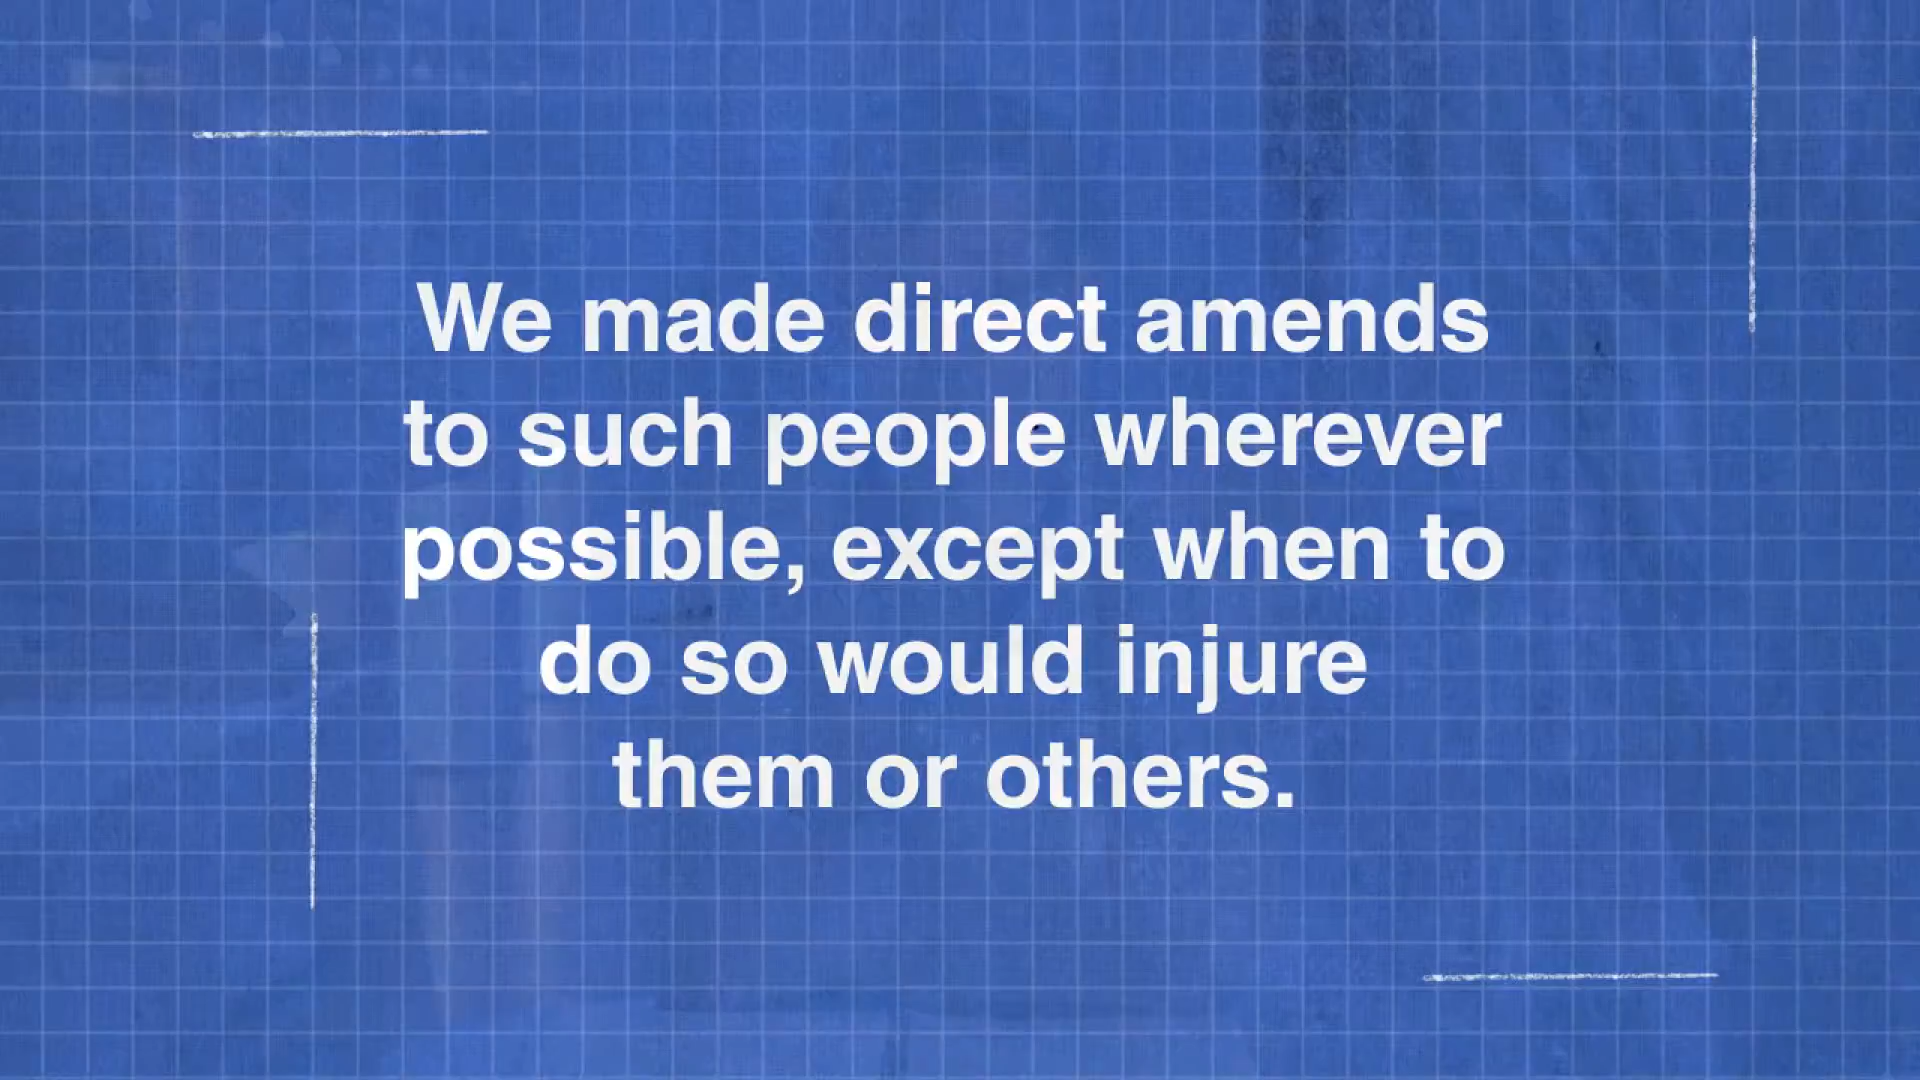 We made direct amends
to such people wherever
possible, except when to
do so would injure
them or others.